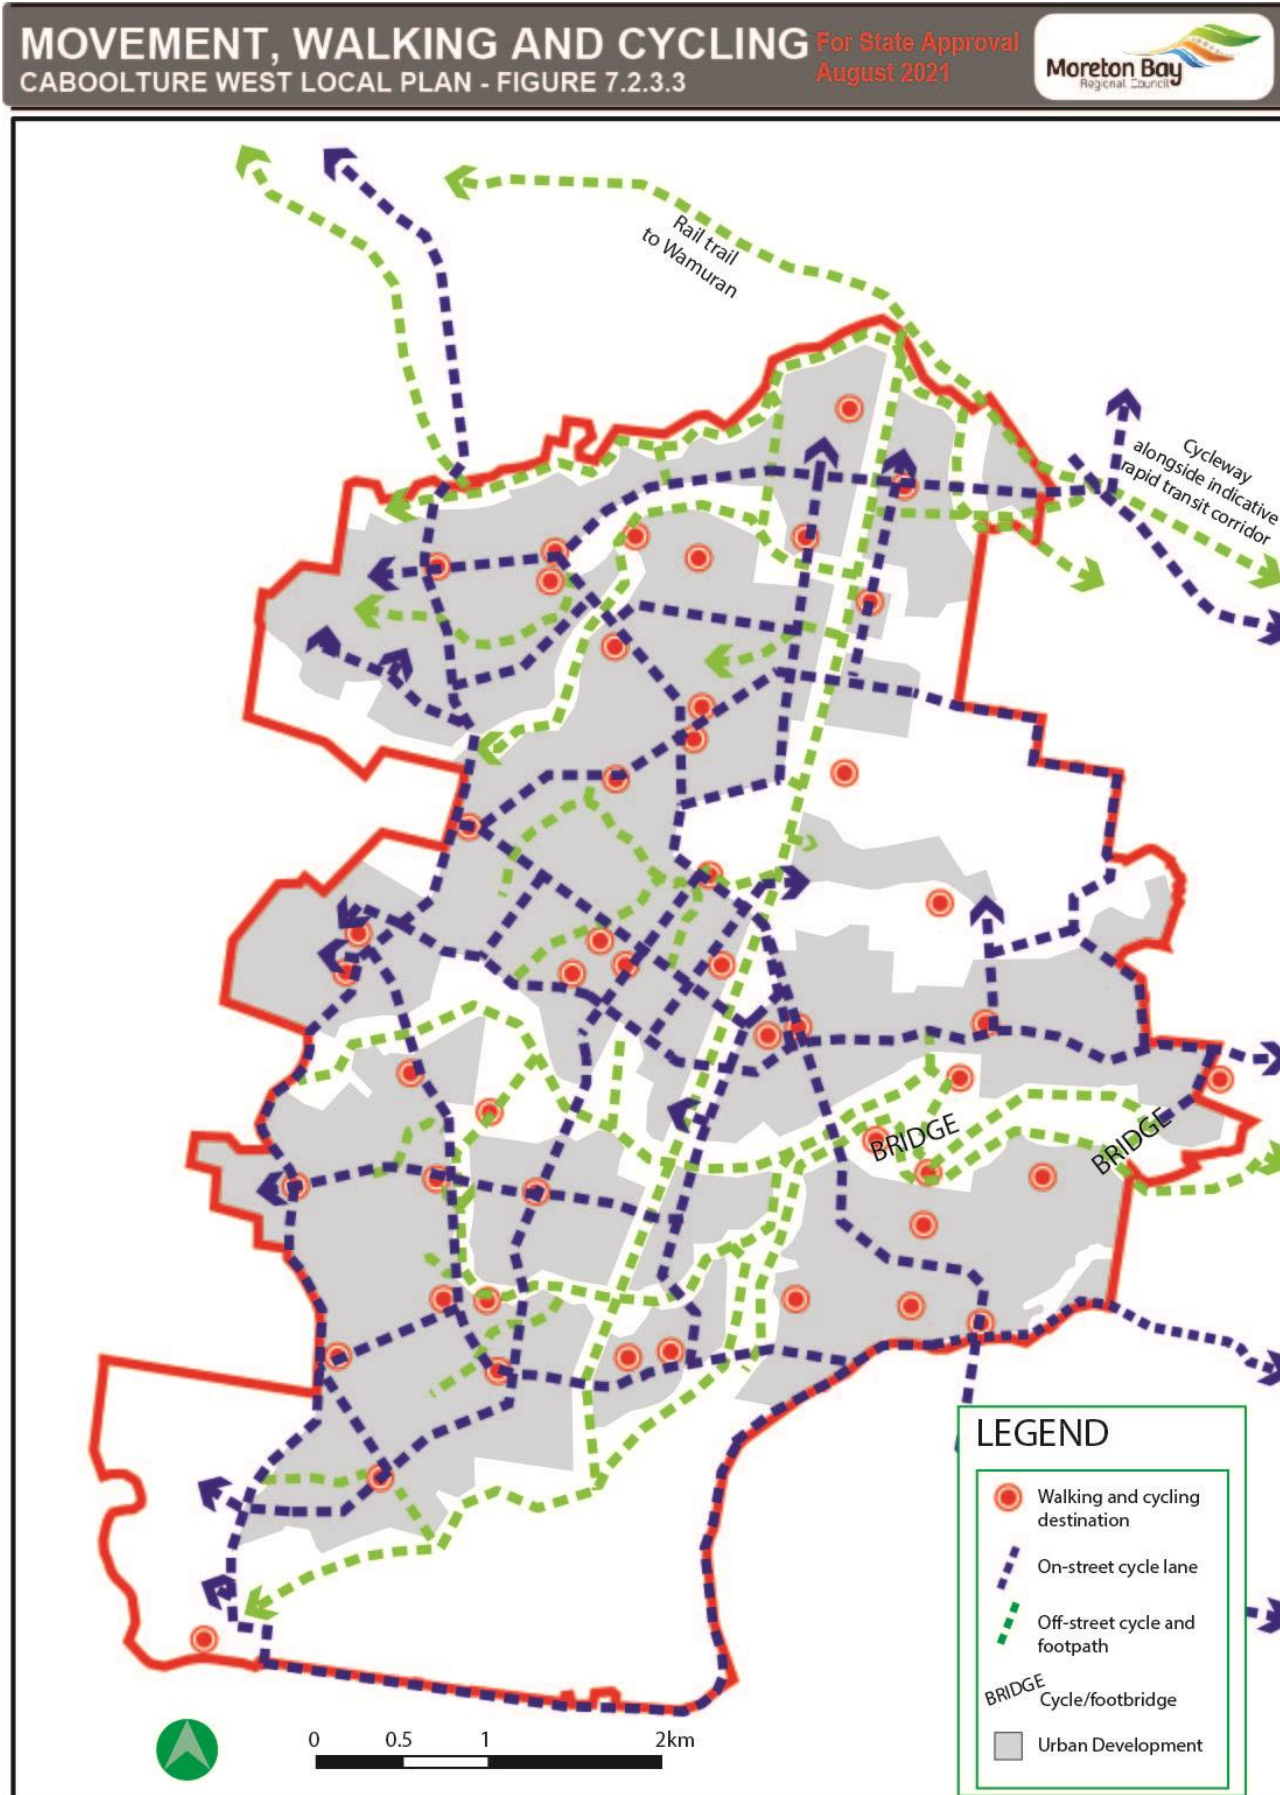 MOVEMENT, WALKING AND CYCLING
For State Approval
August 2021
CABOOLTURE WEST LOCAL PLAN - FIGURE 7.2.3.3
Moreton Bay
Regional Council
Rail trail
to Wamuran
Cycleway
alongside indicative
rapid transit corridor
BRIDGE
BRIDGE
LEGEND
Walking and cycling
destination
On-street cycle lane
Off-street cycle and
footpath
BRIDGE
Cycle/footbridge
Urban Development
0 0.5 1 2km